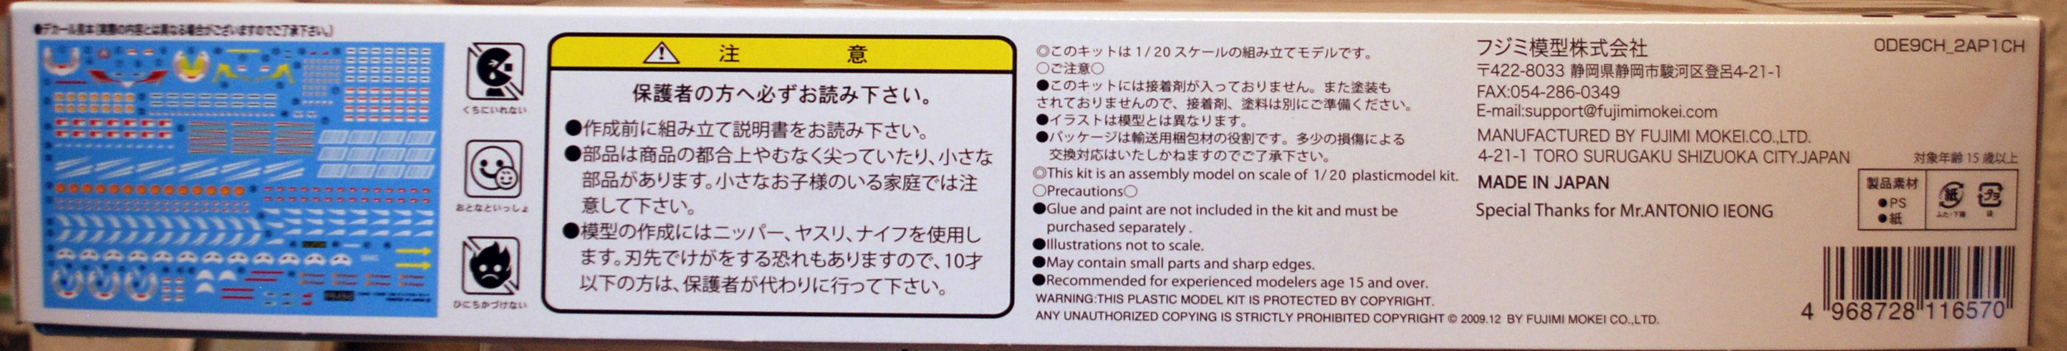 ●デカール見本(実際の内容とは異なる場合がございますのでご了承下さい。)
くちにいれない
おとなといっしょ
ひにちかづけない
注 意
保護者の方へ必ずお読み下さい。
●作成前に組み立て説明書をお読み下さい。
●部品は商品の都合上やむなく尖っていたり、小さな
部品があります。小さなお子様のいる家庭では注
意して下さい。
●模型の作成にはニッパー、ヤスリ、ナイフを使用し
ます。刃先でけがをする恐れもありますので、10才
以下の方は、保護者が代わりに行って下さい。
◎このキットは1/20スケールの組み立てモデルです。
○ご注意○
●このキットには接着剤が入っておりません。また塗装も
されておりませんので、接着剤、塗料は別にご準備ください。
●イラストは模型とは異なります。
●パッケージは輸送用梱包材の役割です。多少の損傷による
交換対応はいたしかねますのでご了承下さい。
◎This kit is an assembly model on scale of 1/20 plasticmodel kit.
○Precautions○
●Glue and paint are not included in the kit and must be
purchased separately .
●Illustrations not to scale.
●May contain small parts and sharp edges.
●Recommended for experienced modelers age 15 and over.
WARNING:THIS PLASTIC MODEL KIT IS PROTECTED BY COPYRIGHT.
ANY UNAUTHORIZED COPYING IS STRICTLY PROHIBITED COPYRIGHT © 2009.12 BY FUJIMI MOKEI CO.,LTD.
フジミ模型株式会社
〒422-8033 静岡県静岡市駿河区登呂4-21-1
FAX:054-286-0349
E-mail:support@fujimimokei.com
MANUFACTURED BY FUJIMI MOKEI.CO.,LTD.
4-21-1 TORO SURUGAKU SHIZUOKA CITY.JAPAN
MADE IN JAPAN
Special Thanks for Mr.ANTONIO IEONG
ODE9CH_2AP1CH
対象年齢15歳以上
製品素材
●PS
●紙
紙
ふた・下箱
プラ
袋
4 968728 116570